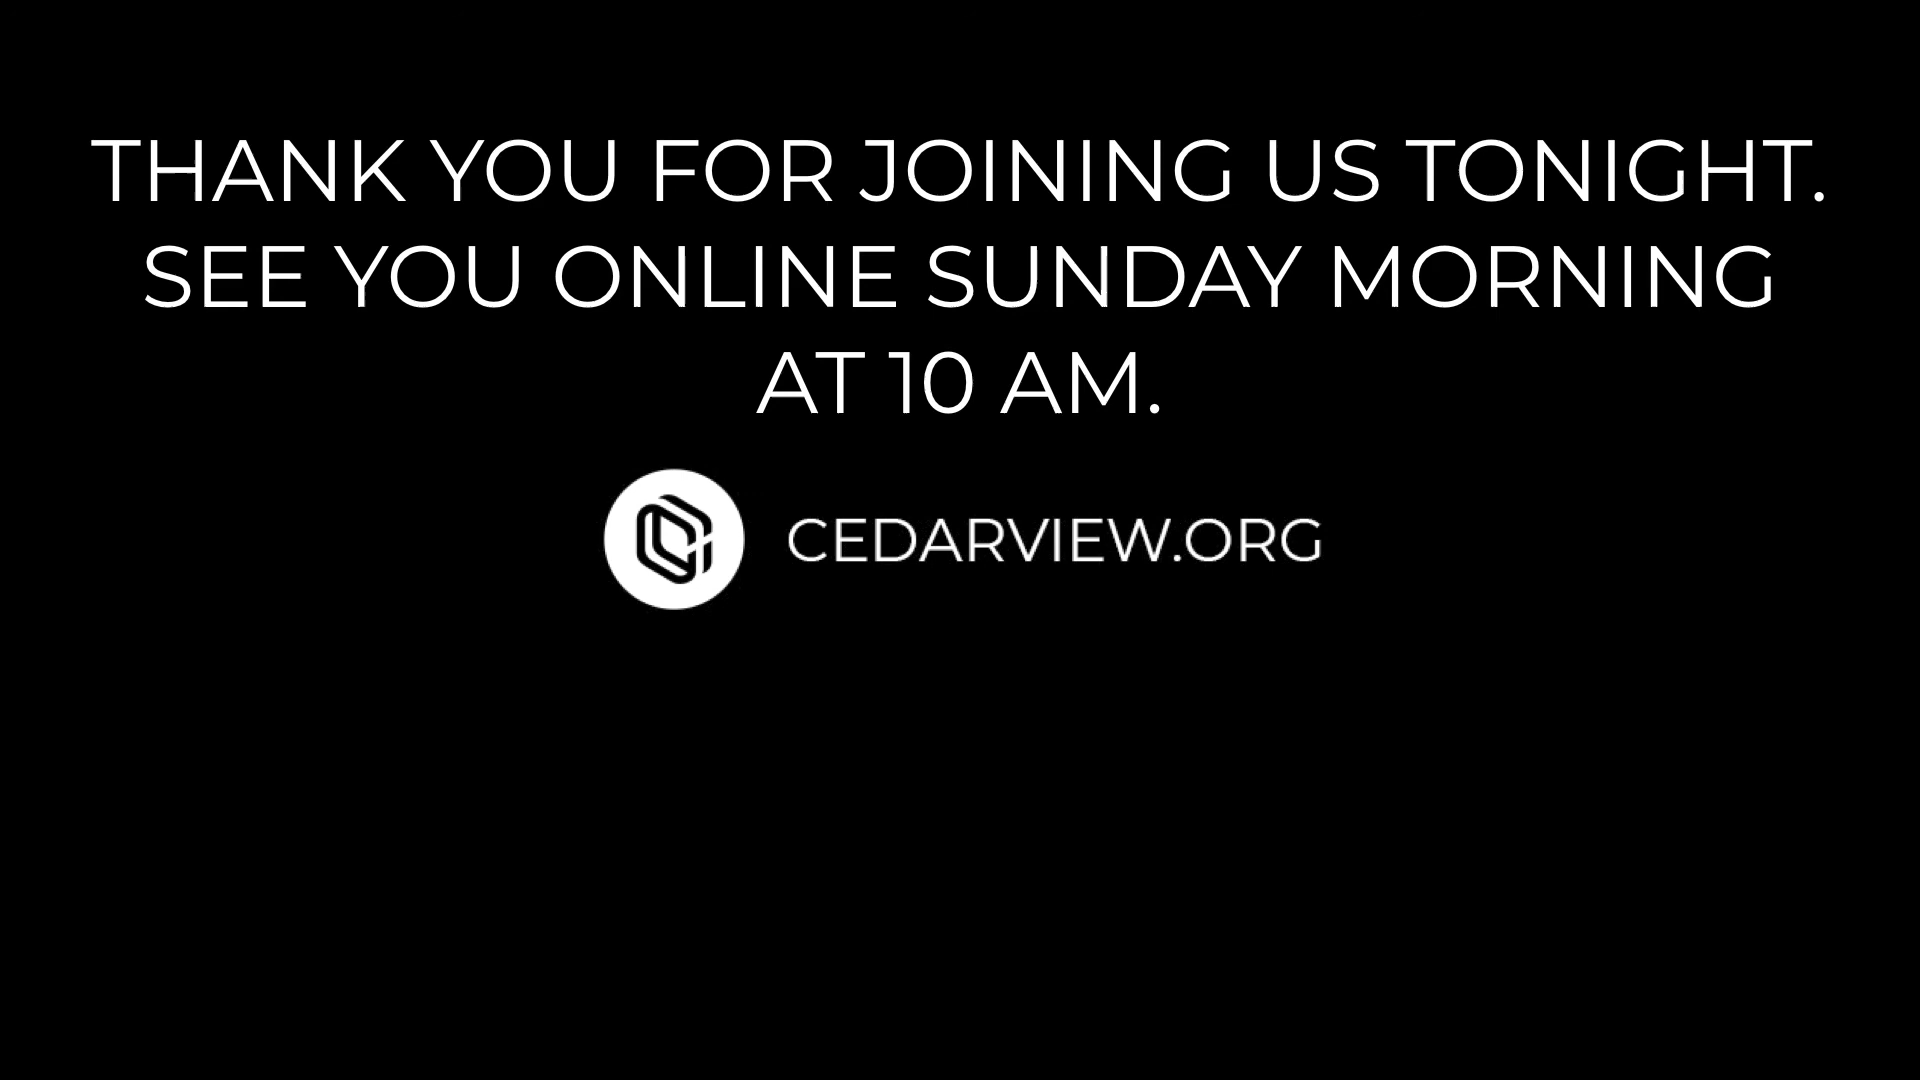 THANK YOU FOR JOINING US TONIGHT.
SEE YOU ONLINE SUNDAY MORNING
AT 10 AM.
CEDARVIEW.ORG